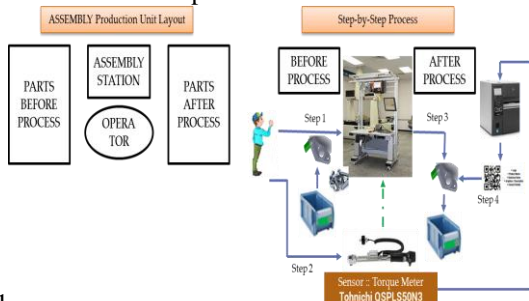 ASSEMBLY Production Unit Layout
Step-by-Step Process
PARTS
BEFORE
PROCESS
ASSEMBLY
STATION
OPERA
TOR
PARTS
AFTER
PROCESS
BEFORE
PROCESS
AFTER
PROCESS
Step 1
Step 3
Step 4
Step 2
Sensor :: Torque Meter
Tohnichi QSPLS50N3